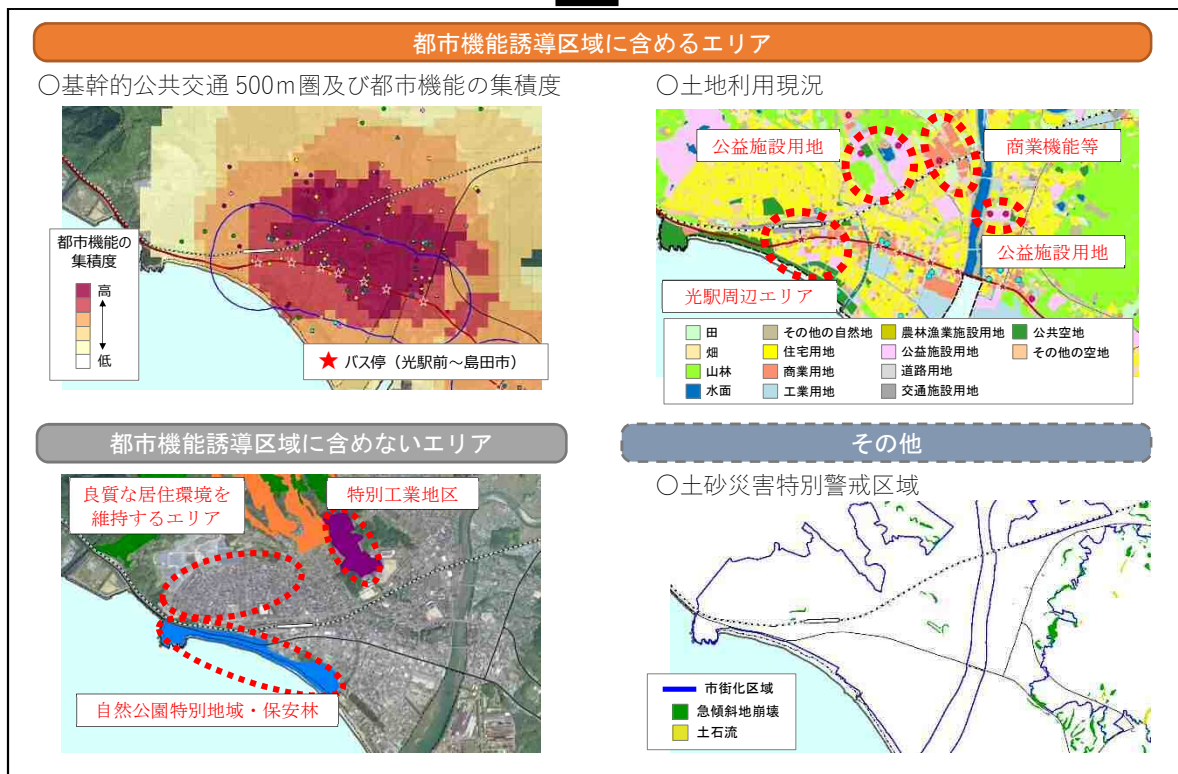 都市機能誘導区域に含めるエリア
〇基幹的公共交通 500ｍ圏及び都市機能の集積度
都市機能の
集積度
高
低
★ バス停（光駅前～島田市）
〇土地利用現況
公益施設用地
商業機能等
公益施設用地
光駅周辺エリア
田
畑
山林
水面
その他の自然地
住宅用地
商業用地
工業用地
農林漁業施設用地
公益施設用地
道路用地
交通施設用地
公共空地
その他の空地
都市機能誘導区域に含めないエリア
良質な居住環境を
維持するエリア
特別工業地区
自然公園特別地域・保安林
その他
〇土砂災害特別警戒区域
市街化区域
急傾斜地崩壊
土石流